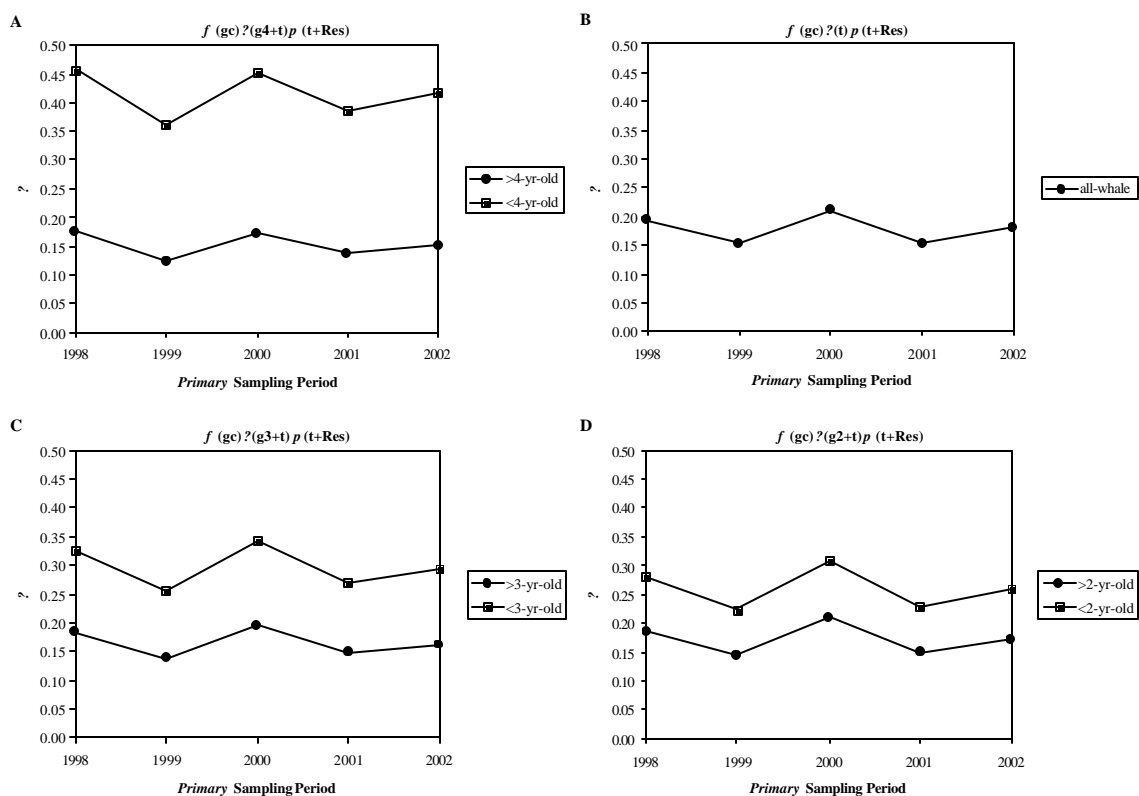 A
f (gc) ?(g4+t) p (t+Res)
0.50
0.45
0.40
0.35
0.30
0.25
0.20
0.15
0.10
0.05
0.00
?
1998 1999 2000 2001 2002
Primary Sampling Period
>4-yr-old
<4-yr-old
B
f (gc) ?(t) p (t+Res)
0.50
0.45
0.40
0.35
0.30
0.25
0.20
0.15
0.10
0.05
0.00
?
1998 1999 2000 2001 2002
Primary Sampling Period
all-whale
C
f (gc) ?(g3+t) p (t+Res)
0.50
0.45
0.40
0.35
0.30
0.25
0.20
0.15
0.10
0.05
0.00
?
1998 1999 2000 2001 2002
Primary Sampling Period
>3-yr-old
<3-yr-old
D
f (gc) ?(g2+t) p (t+Res)
0.50
0.45
0.40
0.35
0.30
0.25
0.20
0.15
0.10
0.05
0.00
?
1998 1999 2000 2001 2002
Primary Sampling Period
>2-yr-old
<2-yr-old